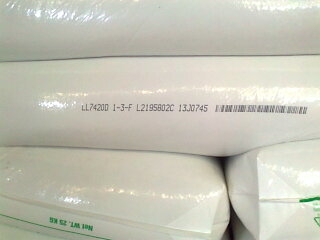 LL7420D 1-3-F L2195802C 13J0745
Net WT. 25 KG